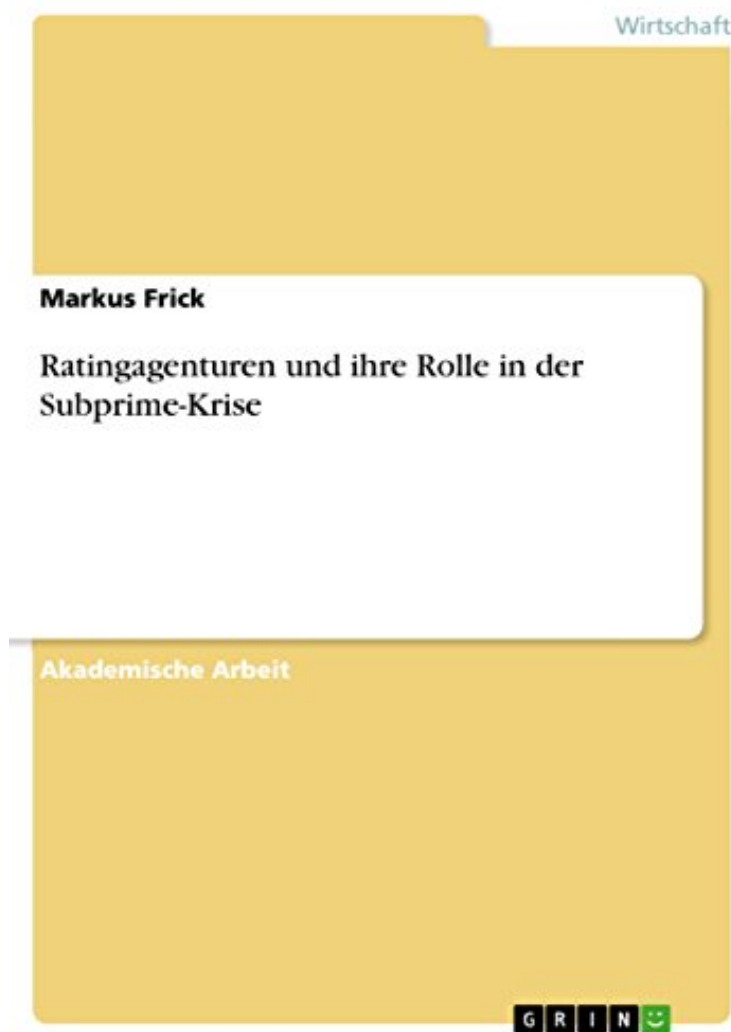 Wirtschaft
Markus Frick
Ratingagenturen und ihre Rolle in der
Subprime-Krise
Akademische Arbeit
GRIN